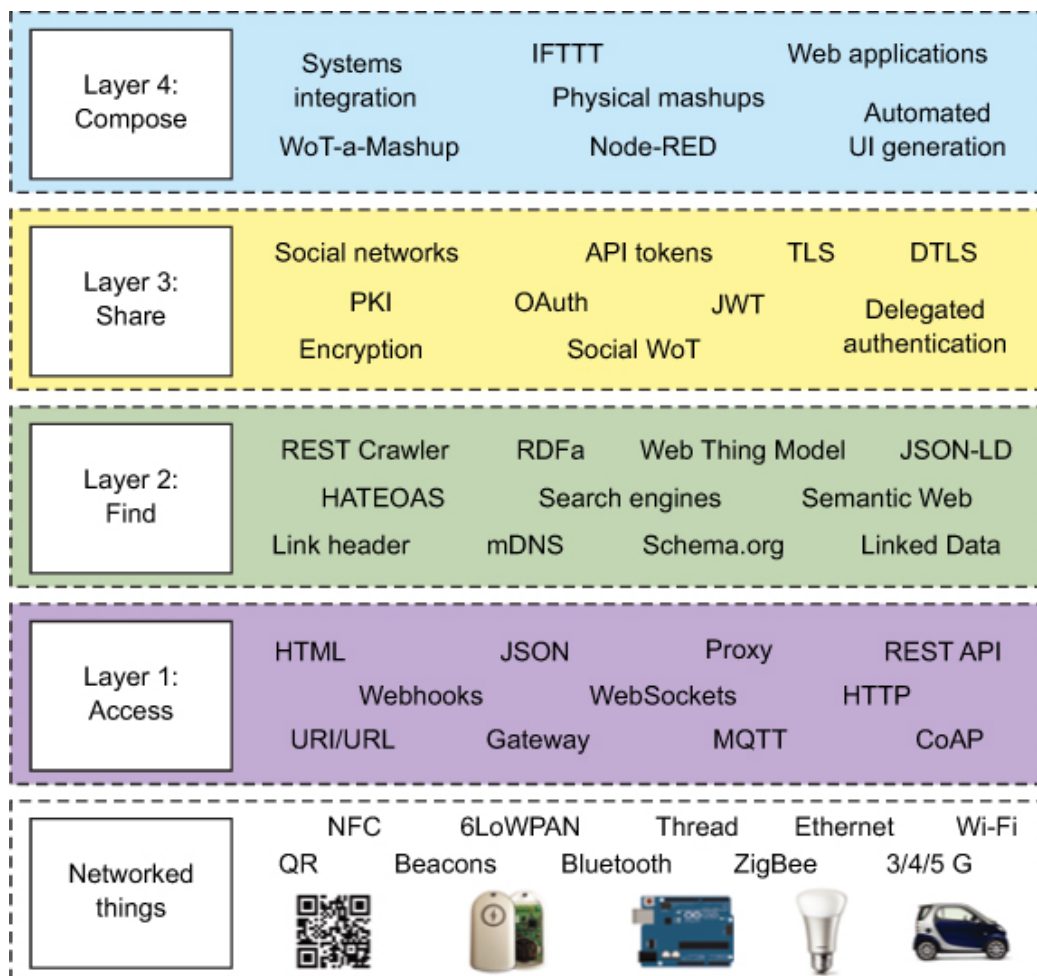 Layer 4:
Compose
Systems
integration
IFTTT
Web applications
Physical mashups
Automated
UI generation
WoT-a-Mashup
Node-RED
Layer 3:
Share
Social networks
API tokens
TLS
DTLS
PKI
OAuth
JWT
Delegated
authentication
Encryption
Social WoT
Layer 2:
Find
REST Crawler
RDFa
Web Thing Model
JSON-LD
HATEOAS
Search engines
Semantic Web
Link header
mDNS
Schema.org
Linked Data
Layer 1:
Access
HTML
JSON
Proxy
REST API
Webhooks
WebSockets
HTTP
URI/URL
Gateway
MQTT
CoAP
Networked
things
NFC
6LoWPAN
Thread
Ethernet
Wi-Fi
QR
Beacons
Bluetooth
ZigBee
3/4/5 G